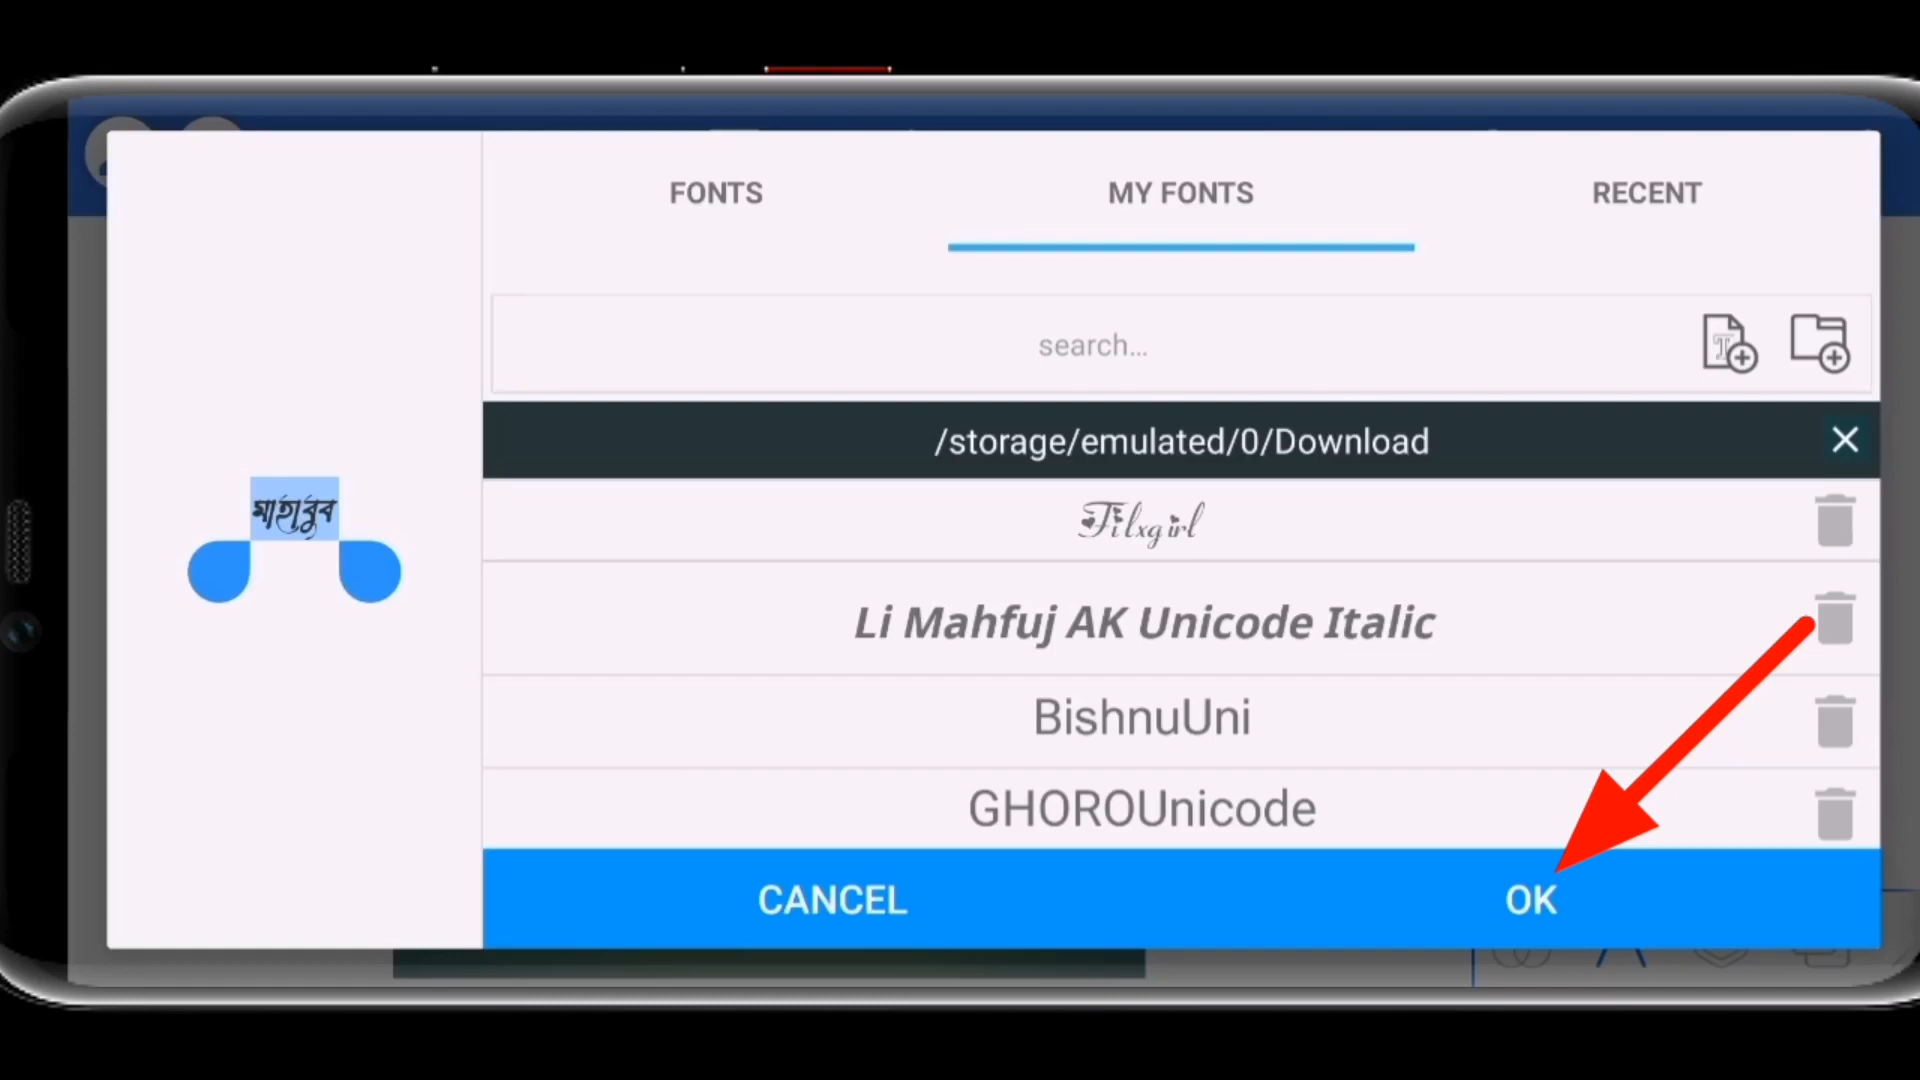 FONTS MY FONTS RECENT
search...
/storage/emulated/0/Download
মাহাবুব
Filxgirl
Li Mahfuj AK Unicode Italic
BishnuUni
GHOROUnicode
CANCEL OK